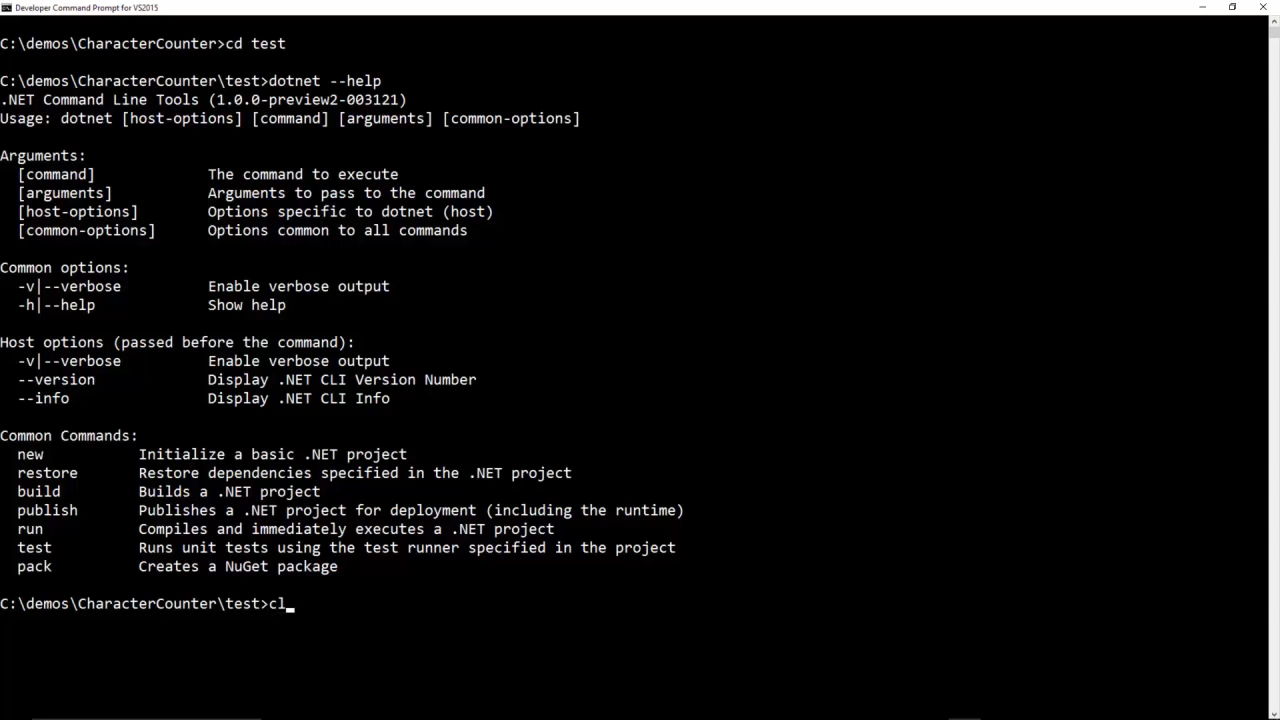 Developer Command Prompt for VS2015
C:\demos\CharacterCounter>cd test
C:\demos\CharacterCounter\test>dotnet --help
.NET Command Line Tools (1.0.0-preview2-003121)
Usage: dotnet [host-options] [command] [arguments] [common-options]
Arguments:
  [command]             The command to execute
  [arguments]           Arguments to pass to the command
  [host-options]        Options specific to dotnet (host)
  [common-options]      Options common to all commands
Common options:
  -v|--verbose          Enable verbose output
  -h|--help             Show help
Host options (passed before the command):
  -v|--verbose          Enable verbose output
  --version             Display .NET CLI Version Number
  --info                Display .NET CLI Info
Common Commands:
  new           Initialize a basic .NET project
  restore       Restore dependencies specified in the .NET project
  build         Builds a .NET project
  publish       Publishes a .NET project for deployment (including the runtime)
  run           Compiles and immediately executes a .NET project
  test          Runs unit tests using the test runner specified in the project
  pack          Creates a NuGet package
C:\demos\CharacterCounter\test>cl